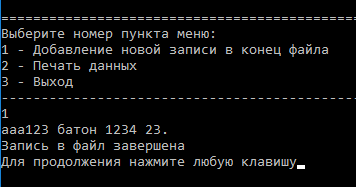 ============================================
Выберите номер пункта меню:
1 - Добавление новой записи в конец файла
2 - Печать данных
3 - Выход
--------------------------------------------
1
aaa123 батон 1234 23.
Запись в файл завершена
Для продолжения нажмите любую клавишу